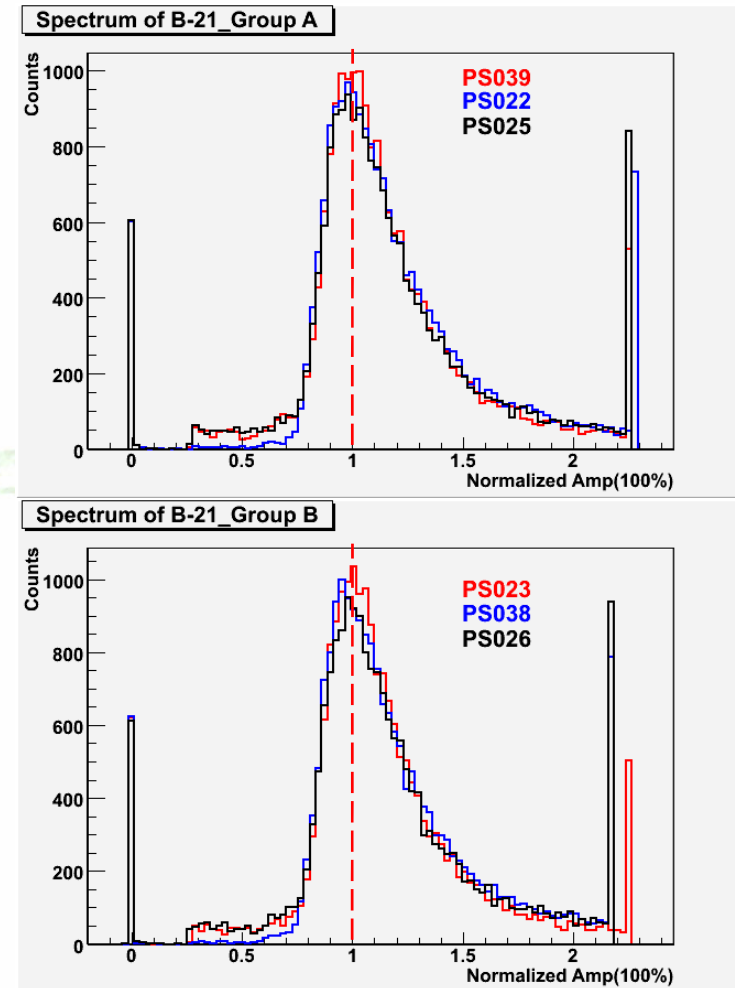 Spectrum of B-21_Group A
Counts
1000
800
600
400
200
0
PS039
PS022
PS025
0 0.5 1 1.5 2
Normalized Amp(100%)
Spectrum of B-21_Group B
Counts
1000
800
600
400
200
0
PS023
PS038
PS026
0 0.5 1 1.5 2
Normalized Amp(100%)